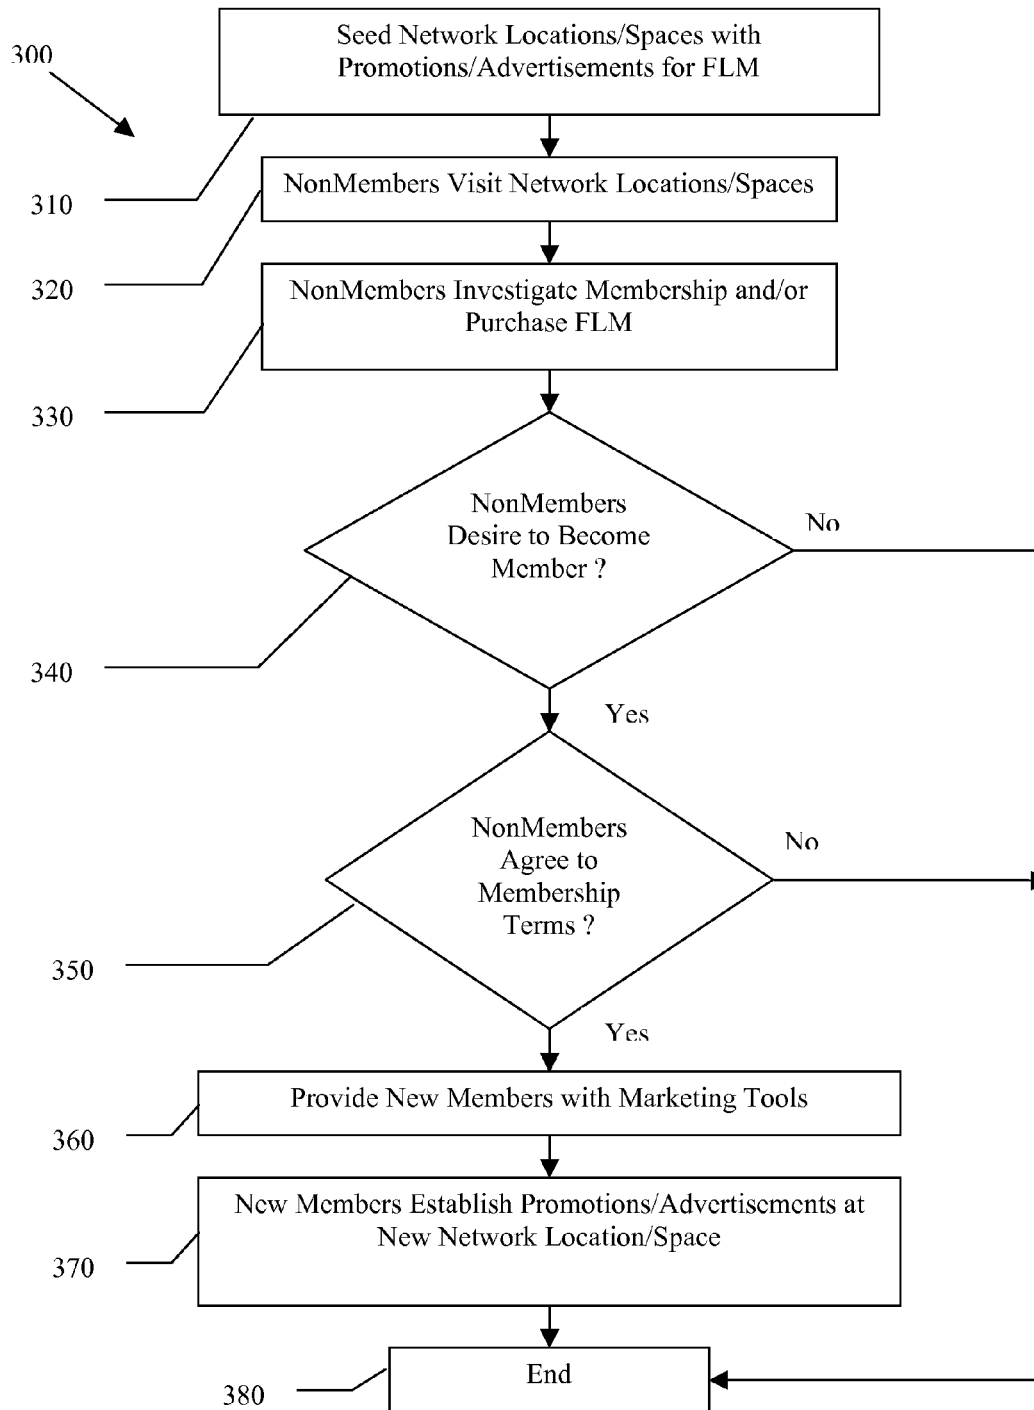 300
Seed Network Locations/Spaces with
Promotions/Advertisements for FLM
310
NonMembers Visit Network Locations/Spaces
320
NonMembers Investigate Membership and/or
Purchase FLM
330
NonMembers
Desire to Become
Member ?
No
340
Yes
NonMembers
Agree to
Membership
Terms ?
No
350
Yes
Provide New Members with Marketing Tools
360
New Members Establish Promotions/Advertisements at
New Network Location/Space
370
End
380